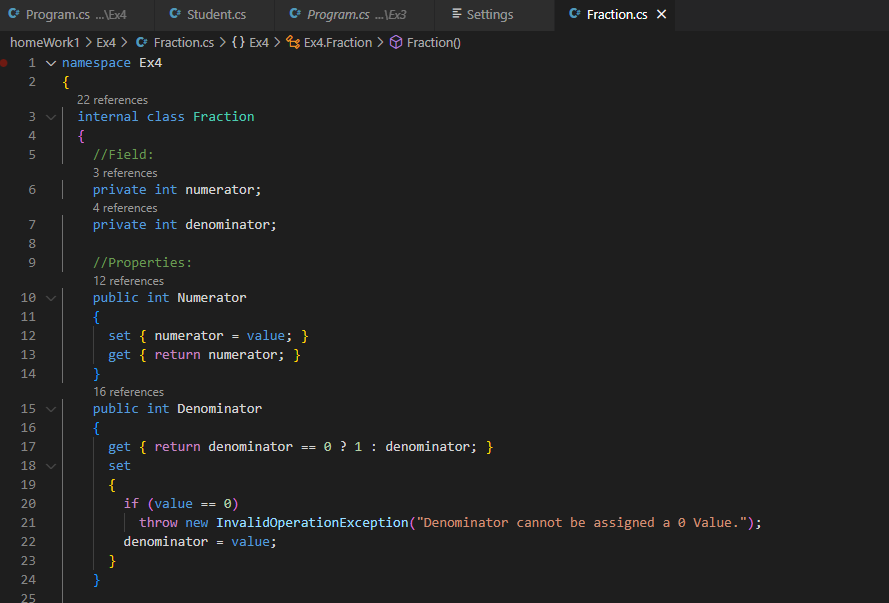 Program.cs ...\Ex4 Student.cs Program.cs ...\Ex3 Settings Fraction.cs
homeWork1 > Ex4 > Fraction.cs > {} Ex4 > Ex4.Fraction > Fraction()
1 namespace Ex4
2 {
22 references
3 internal class Fraction
4 {
5 //Field:
3 references
6 private int numerator;
4 references
7 private int denominator;
8
9 //Properties:
12 references
10 public int Numerator
11 {
12 set { numerator = value; }
13 get { return numerator; }
14 }
16 references
15 public int Denominator
16 {
17 get { return denominator == 0 ? 1 : denominator; }
18 set
19 {
20 if (value == 0)
21 throw new InvalidOperationException("Denominator cannot be assigned a 0 Value.");
22 denominator = value;
23 }
24 }
25